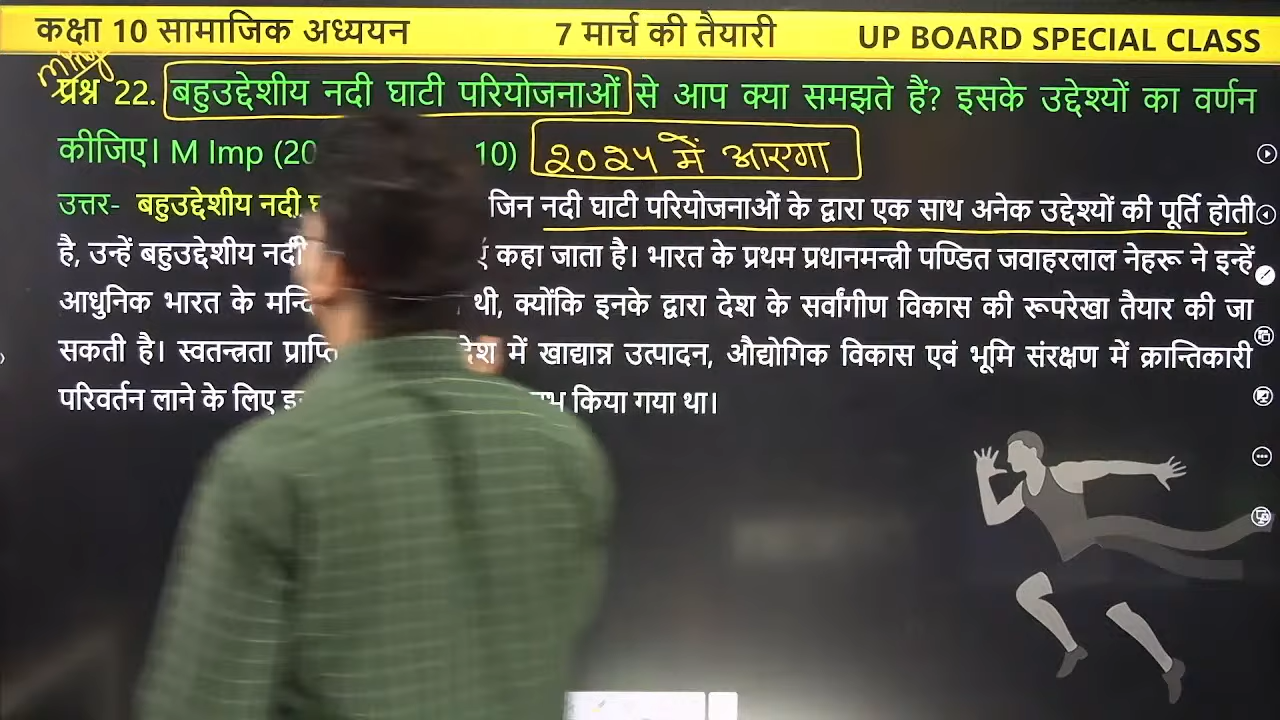 कक्षा 10 सामाजिक अध्ययन 7 मार्च की तैयारी UP BOARD SPECIAL CLASS
प्रश्न 22. बहुउद्देशीय नदी घाटी परियोजनाओं से आप क्या समझते हैं? इसके उद्देश्यों का वर्णन
कीजिए। M Imp (20 10) २०२५ में आएगा
उत्तर- बहुउद्देशीय नदी जिन नदी घाटी परियोजनाओं के द्वारा एक साथ अनेक उद्देश्यों की पूर्ति होती
है, उन्हें बहुउद्देशीय नदी कहा जाता है। भारत के प्रथम प्रधानमन्त्री पण्डित जवाहरलाल नेहरू ने इन्हें
आधुनिक भारत के थी, क्योंकि इनके द्वारा देश के सर्वांगीण विकास की रूपरेखा तैयार की जा
सकती है। स्वतन्त्रता देश में खाद्यान्न उत्पादन, औद्योगिक विकास एवं भूमि संरक्षण में क्रान्तिकारी
परिवर्तन लाने के लिए किया गया था।